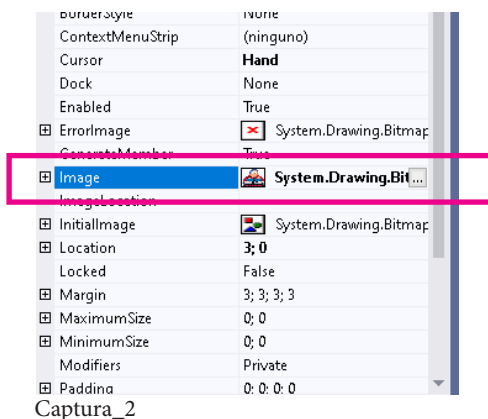 BorderStyle None
ContextMenuStrip (ninguno)
Cursor Hand
Dock None
Enabled True
ErrorImage System.Drawing.Bitmap
GenerateMember True
Image System.Drawing.Bit ...
ImageLocation
InitialImage System.Drawing.Bitmap
Location 3; 0
Locked False
Margin 3; 3; 3; 3
MaximumSize 0; 0
MinimumSize 0; 0
Modifiers Private
Padding 0; 0; 0; 0
Captura_2